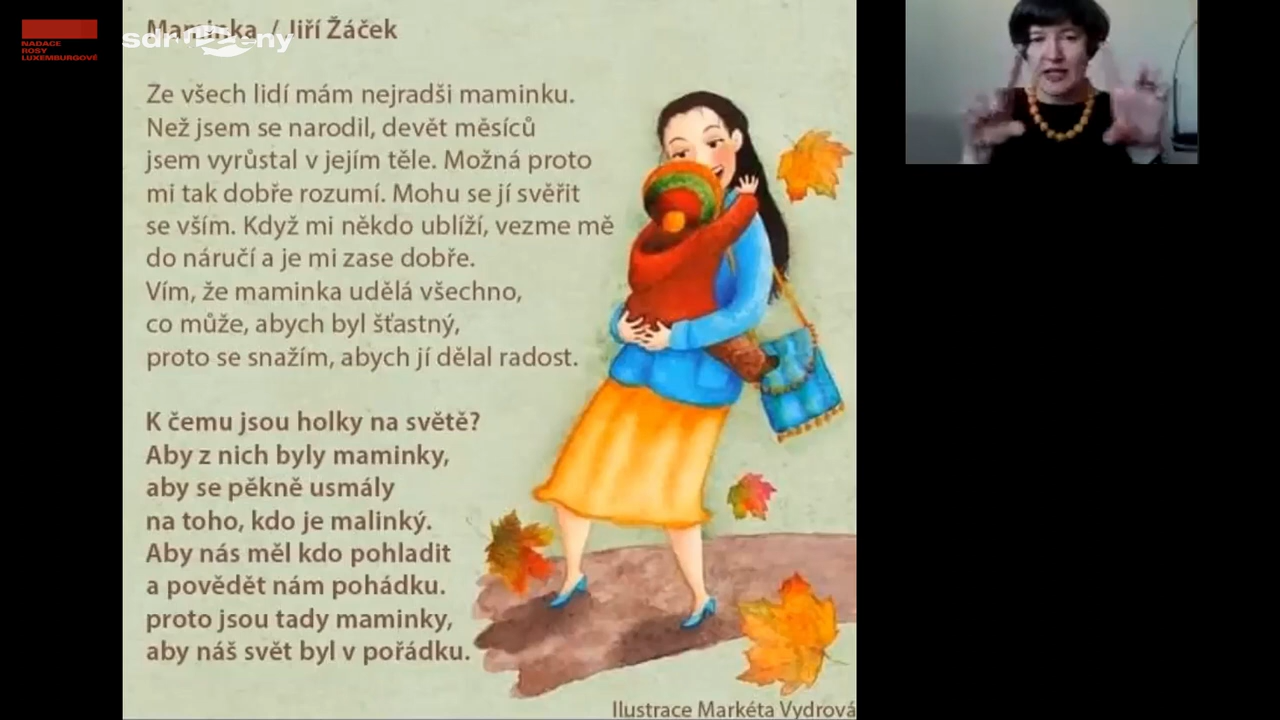 NADACE
ROSY
LUXEMBURGOVÉ
Maminka / Jiří Žáček
Ze všech lidí mám nejradši maminku.
Než jsem se narodil, devět měsíců
jsem vyrůstal v jejím těle. Možná proto
mi tak dobře rozumí. Mohu se jí svěřit
se vším. Když mi někdo ublíží, vezme mě
do náručí a je mi zase dobře.
Vím, že maminka udělá všechno,
co může, abych byl šťastný,
proto se snažím, abych jí dělal radost.
K čemu jsou holky na světě?
Aby z nich byly maminky,
aby se pěkně usmály
na toho, kdo je malinký.
Aby nás měl kdo pohladit
a povědět nám pohádku.
proto jsou tady maminky,
aby náš svět byl v pořádku.
Ilustrace Markéta Vydrová